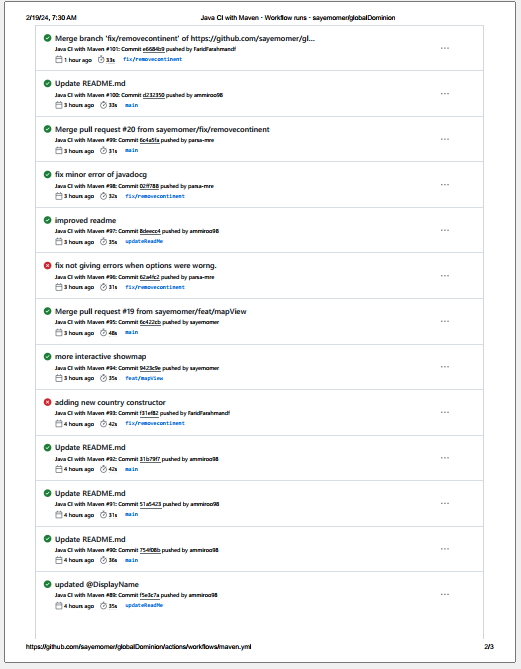 2/19/24, 7:30 AM Java CI with Maven · Workflow runs · sayemomer/globalDominion
Merge branch 'fix/removecontinent' of https://github.com/sayemomer/gl...
Java CI with Maven #101: Commit e6684b9 pushed by FaridFarahmandf
1 hour ago 33s fix/removecontinent
Update README.md
Java CI with Maven #100: Commit d232350 pushed by ammiroo98
3 hours ago 33s main
Merge pull request #20 from sayemomer/fix/removecontinent
Java CI with Maven #99: Commit 6c4a5fa pushed by parsa-mre
3 hours ago 31s main
fix minor error of javadocg
Java CI with Maven #98: Commit 02ff788 pushed by parsa-mre
3 hours ago 32s fix/removecontinent
improved readme
Java CI with Maven #97: Commit 8deecc4 pushed by ammiroo98
3 hours ago 35s updateReadMe
fix not giving errors when options were worng.
Java CI with Maven #96: Commit 62a4fc2 pushed by parsa-mre
3 hours ago 31s fix/removecontinent
Merge pull request #19 from sayemomer/feat/mapView
Java CI with Maven #95: Commit 6c422cb pushed by sayemomer
3 hours ago 48s main
more interactive showmap
Java CI with Maven #94: Commit 9423c9e pushed by sayemomer
3 hours ago 35s feat/mapView
adding new country constructor
Java CI with Maven #93: Commit f31ef82 pushed by FaridFarahmandf
4 hours ago 42s fix/removecontinent
Update README.md
Java CI with Maven #92: Commit 31b79f7 pushed by ammiroo98
4 hours ago 42s main
Update README.md
Java CI with Maven #91: Commit 51a5423 pushed by ammiroo98
4 hours ago 31s main
Update README.md
Java CI with Maven #90: Commit 754f08b pushed by ammiroo98
4 hours ago 36s main
updated @DisplayName
Java CI with Maven #89: Commit f5e3c7a pushed by ammiroo98
4 hours ago 35s updateReadMe
https://github.com/sayemomer/globalDominion/actions/workflows/maven.yml 2/3